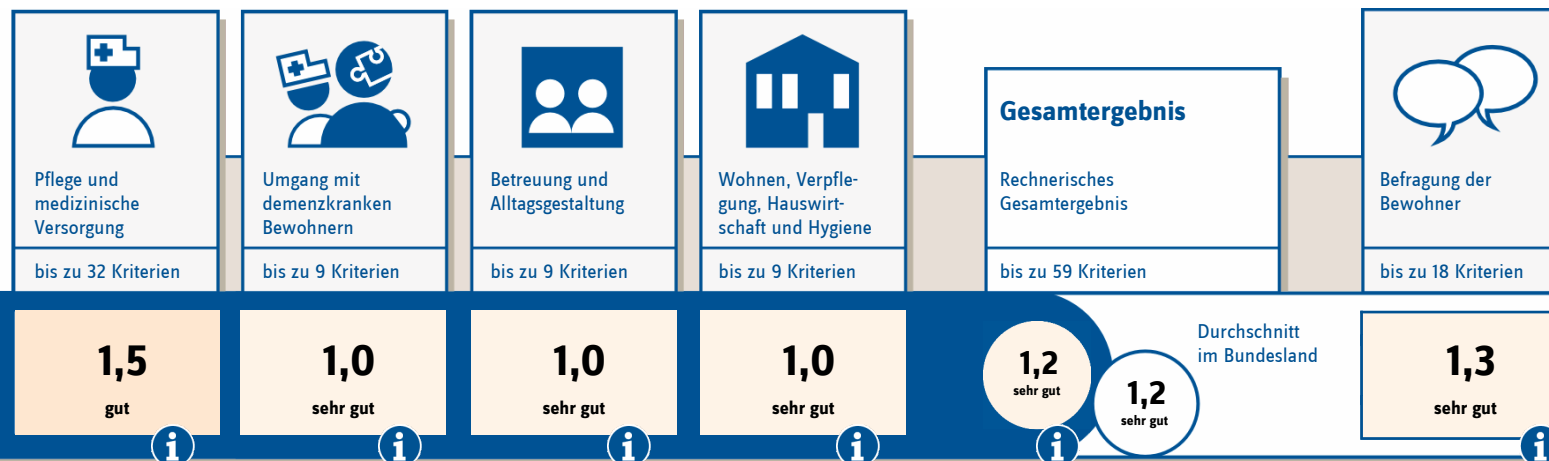 Pflege und
medizinische
Versorgung
bis zu 32 Kriterien
1,5
gut
Umgang mit
demenzkranken
Bewohnern
bis zu 9 Kriterien
1,0
sehr gut
Betreuung und
Alltagsgestaltung
bis zu 9 Kriterien
1,0
sehr gut
Wohnen, Verpfle-
gung, Hauswirt-
schaft und Hygiene
bis zu 9 Kriterien
1,0
sehr gut
Gesamtergebnis
Rechnerisches
Gesamtergebnis
bis zu 59 Kriterien
1,2
sehr gut
Durchschnitt
im Bundesland
1,2
sehr gut
Befragung der
Bewohner
bis zu 18 Kriterien
1,3
sehr gut
i
i
i
i
i
i